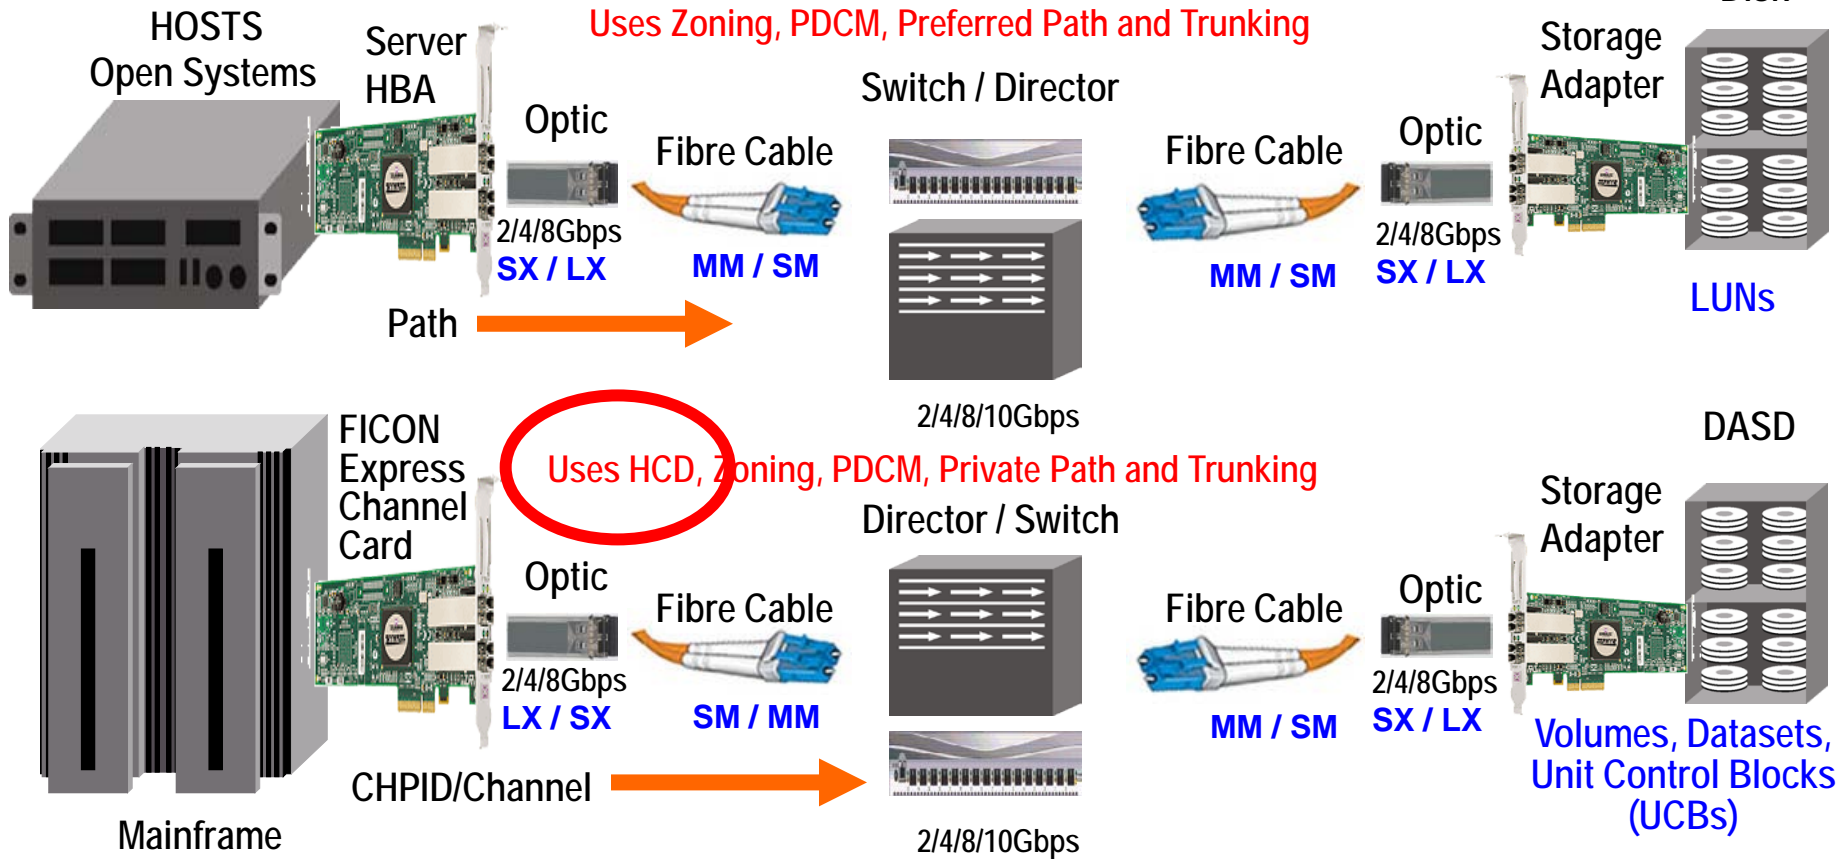 Disk
HOSTS
Open Systems
Server
HBA
Uses Zoning, PDCM, Preferred Path and Trunking
Storage
Adapter
Switch / Director
Optic
Fibre Cable
Fibre Cable
Optic
2/4/8Gbps
SX / LX
MM / SM
MM / SM
2/4/8Gbps
SX / LX
LUNs
Path
2/4/8/10Gbps
FICON
Express
Channel
Card
Uses HCD, Zoning, PDCM, Private Path and Trunking
DASD
Director / Switch
Storage
Adapter
Optic
Fibre Cable
Fibre Cable
Optic
2/4/8Gbps
LX / SX
SM / MM
MM / SM
2/4/8Gbps
SX / LX
Volumes, Datasets,
Unit Control Blocks
(UCBs)
CHPID/Channel
Mainframe
2/4/8/10Gbps